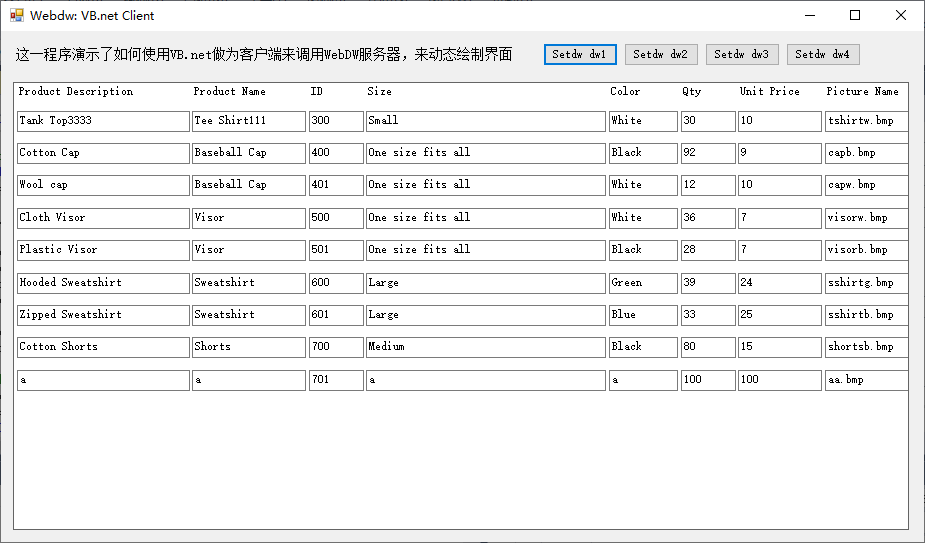 Webdw: VB.net Client
这一程序演示了如何使用VB.net做为客户端来调用WebDW服务器，来动态绘制界面 Setdw dw1 Setdw dw2 Setdw dw3 Setdw dw4
Product Description Product Name ID Size Color Qty Unit Price Picture Name
Tank Top3333 Tee Shirt111 300 Small White 30 10 tshirtw.bmp
Cotton Cap Baseball Cap 400 One size fits all Black 92 9 capb.bmp
Wool cap Baseball Cap 401 One size fits all White 12 10 capw.bmp
Cloth Visor Visor 500 One size fits all White 36 7 visorw.bmp
Plastic Visor Visor 501 One size fits all Black 28 7 visorb.bmp
Hooded Sweatshirt Sweatshirt 600 Large Green 39 24 sshirtg.bmp
Zipped Sweatshirt Sweatshirt 601 Large Blue 33 25 sshirtb.bmp
Cotton Shorts Shorts 700 Medium Black 80 15 shortsb.bmp
a a 701 a a 100 100 aa.bmp